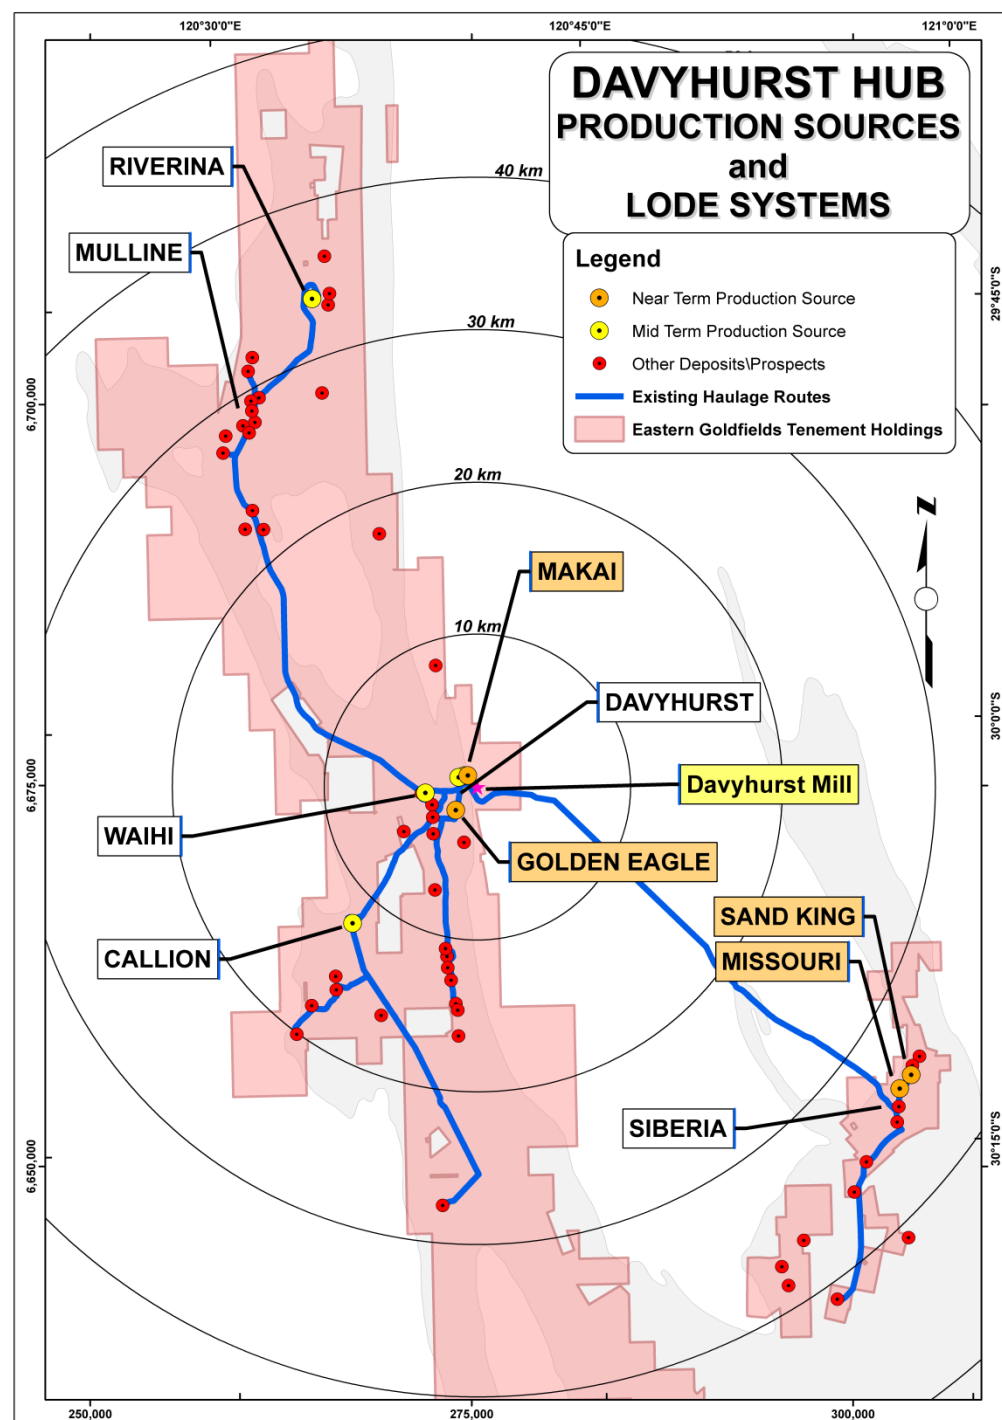 120°30'0"E
120°45'0"E
121°0'0"E
DAVYHURST HUB
PRODUCTION SOURCES
and
LODE SYSTEMS
RIVERINA
40 km
MULLINE
Legend
Near Term Production Source
Mid Term Production Source
Other Deposits\Prospects
Existing Haulage Routes
Eastern Goldfields Tenement Holdings
29°45'0"S
30 km
6,700,000
20 km
Z
MAKAI
10 km
DAVYHURST
30°0'0"S
6,675,000
Davyhurst Mill
WAIHI
GOLDEN EAGLE
SAND KING
CALLION
MISSOURI
SIBERIA
30°15'0"S
6,650,000
250,000
275,000
300,000